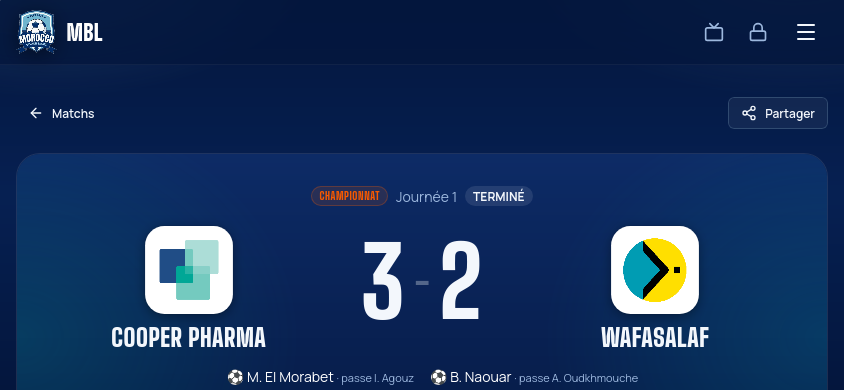 MOROCCO
MBL
Matchs
Partager
CHAMPIONNAT Journée 1 TERMINÉ
3 - 2
COOPER PHARMA
WAFASALAF
M. El Morabet · passe I. Agouz B. Naouar · passe A. Oudkhmouche